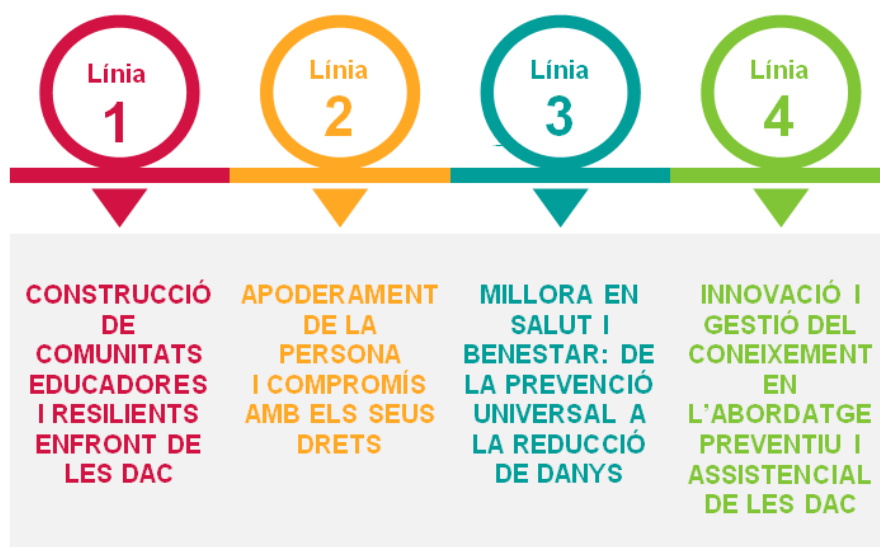 Línia
1
Línia
2
Línia
3
Línia
4
CONSTRUCCIÓ
DE
COMUNITATS
EDUCADORES
I RESILIENTS
ENFRONT DE
LES DAC
APODERAMENT
DE LA
PERSONA
I COMPROMÍS
AMB ELS SEUS
DRETS
MILLORA EN
SALUT I
BENESTAR: DE
LA PREVENCIÓ
UNIVERSAL A
LA REDUCCIÓ
DE DANYS
INNOVACIÓ I
GESTIÓ DEL
CONEIXEMENT
EN
L'ABORDATGE
PREVENTIU I
ASSISTENCIAL
DE LES DAC